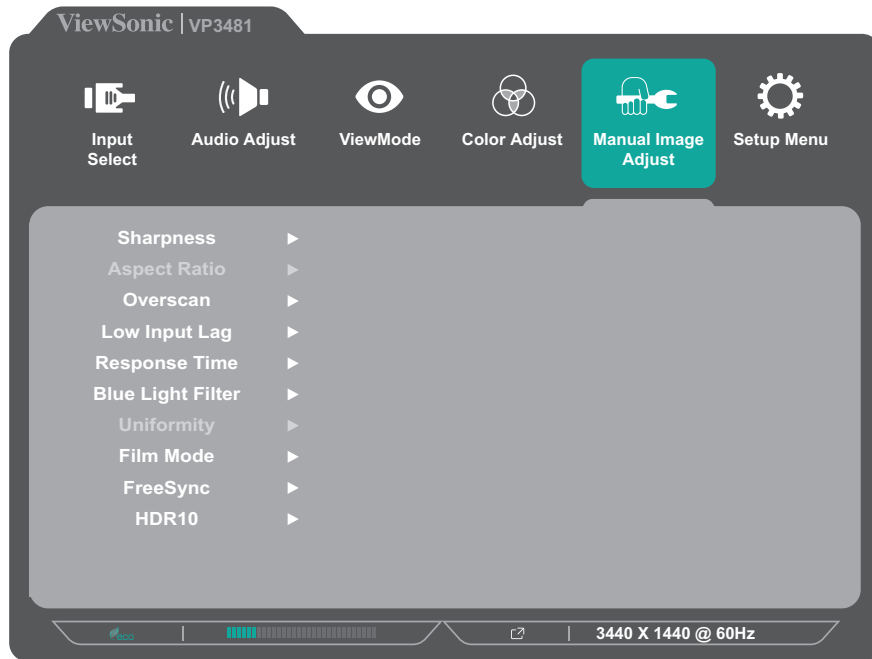 ViewSonic | VP3481
Input Select
Audio Adjust
ViewMode
Color Adjust
Manual Image Adjust
Setup Menu
Sharpness
Aspect Ratio
Overscan
Low Input Lag
Response Time
Blue Light Filter
Uniformity
Film Mode
FreeSync
HDR10
eco
3440 X 1440 @ 60Hz